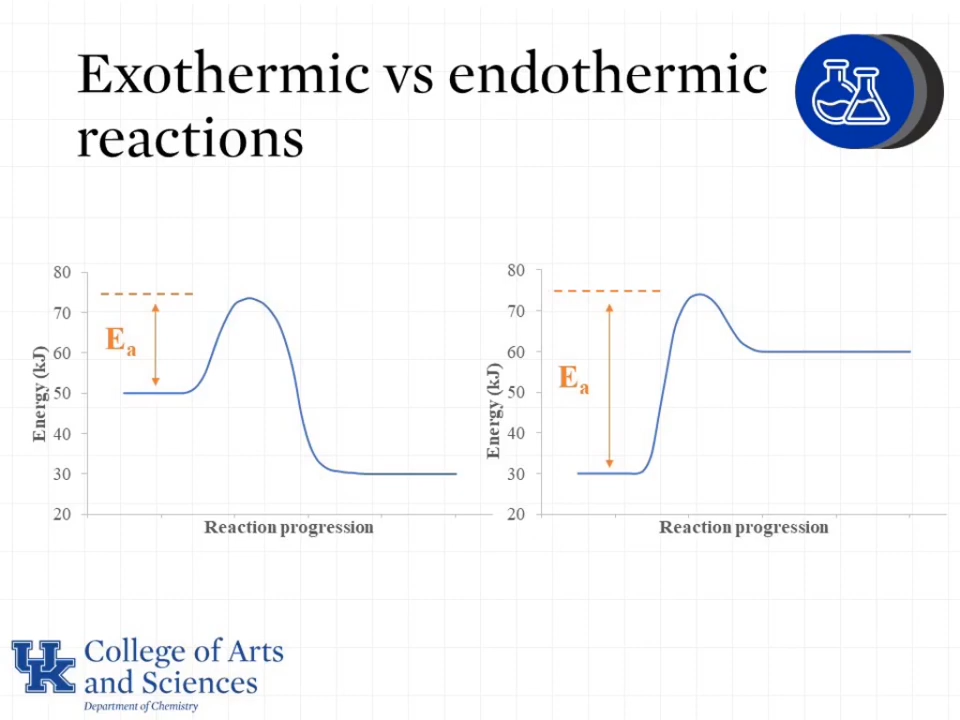 Exothermic vs endothermic
reactions
80
70
60
50
40
30
20
Energy (kJ)
Ea
Reaction progression
80
70
60
50
40
30
20
Energy (kJ)
Ea
Reaction progression
UK
College of Arts
and Sciences
Department of Chemistry